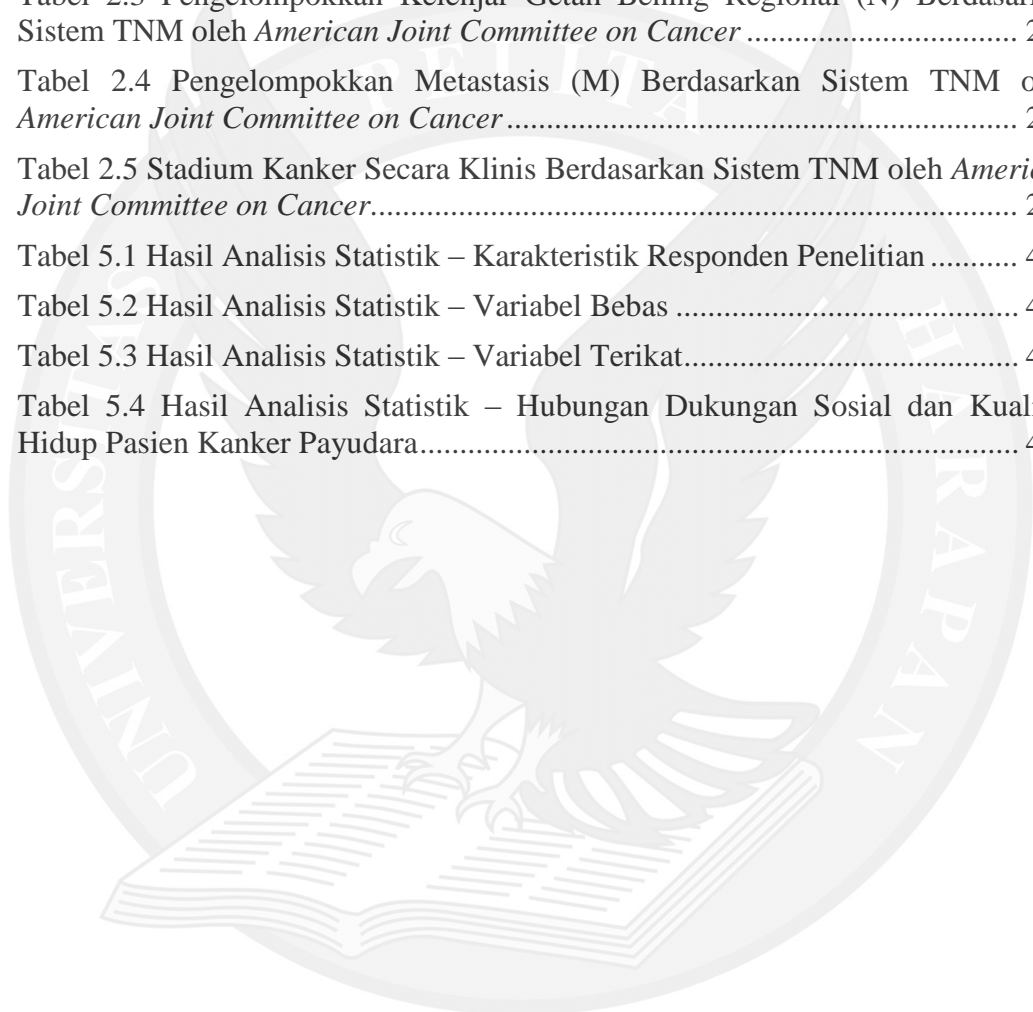 Tabel 2.3 Pengelompokkan Kelenjar Getah Bening Regional (N)
Sistem TNM oleh American Joint Committee on Cancer ................................
Tabel 2.4 Pengelompokkan Metastasis (M) Berdasarkan Sistem TNM
American Joint Committee on Cancer ............................................................
Tabel 2.5 Stadium Kanker Secara Klinis Berdasarkan Sistem TNM oleh
Joint Committee on Cancer............................................................................
Tabel 5.1 Hasil Analisis Statistik – Karakteristik Responden Penelitian ..........
Tabel 5.2 Hasil Analisis Statistik – Variabel Bebas ........................................
Tabel 5.3 Hasil Analisis Statistik – Variabel Terikat.......................................
Tabel 5.4 Hasil Analisis Statistik – Hubungan Dukungan Sosial dan
Hidup Pasien Kanker Payudara.......................................................................
UNIVERSITAS
PELITA
HARAPAN